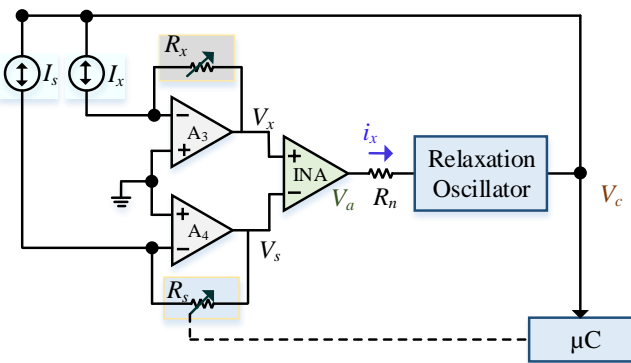 Rx
Is
Ix
A3
Vx
ix
INA
Va
Rn
Relaxation
Oscillator
Vc
A4
Vs
Rs
µC